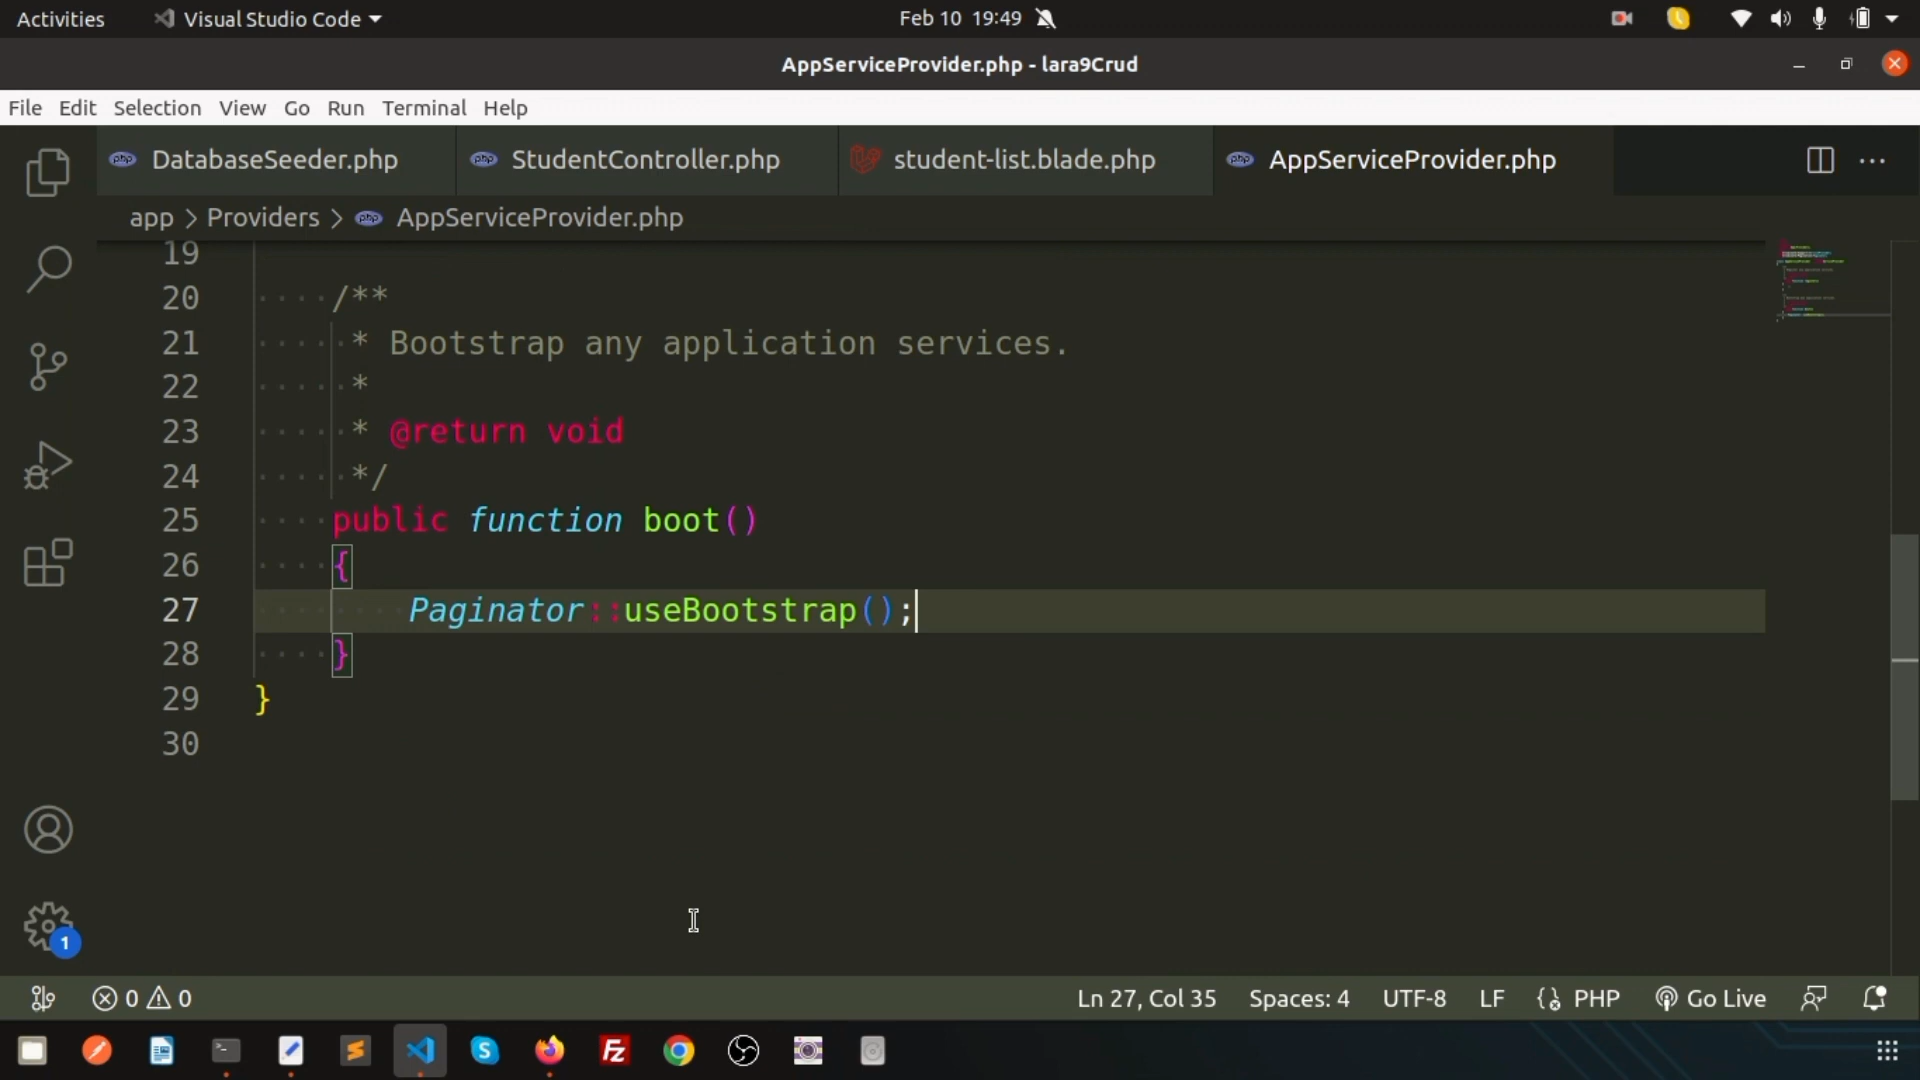 Activities Visual Studio Code Feb 10 19:49
AppServiceProvider.php - lara9Crud
File Edit Selection View Go Run Terminal Help
DatabaseSeeder.php StudentController.php student-list.blade.php AppServiceProvider.php
app > Providers > AppServiceProvider.php
19
20 /**
21 * Bootstrap any application services.
22 *
23 * @return void
24 */
25 public function boot()
26 {
27 Paginator::useBootstrap();
28 }
29 }
30
1
0 0 Ln 27, Col 35 Spaces: 4 UTF-8 LF PHP Go Live